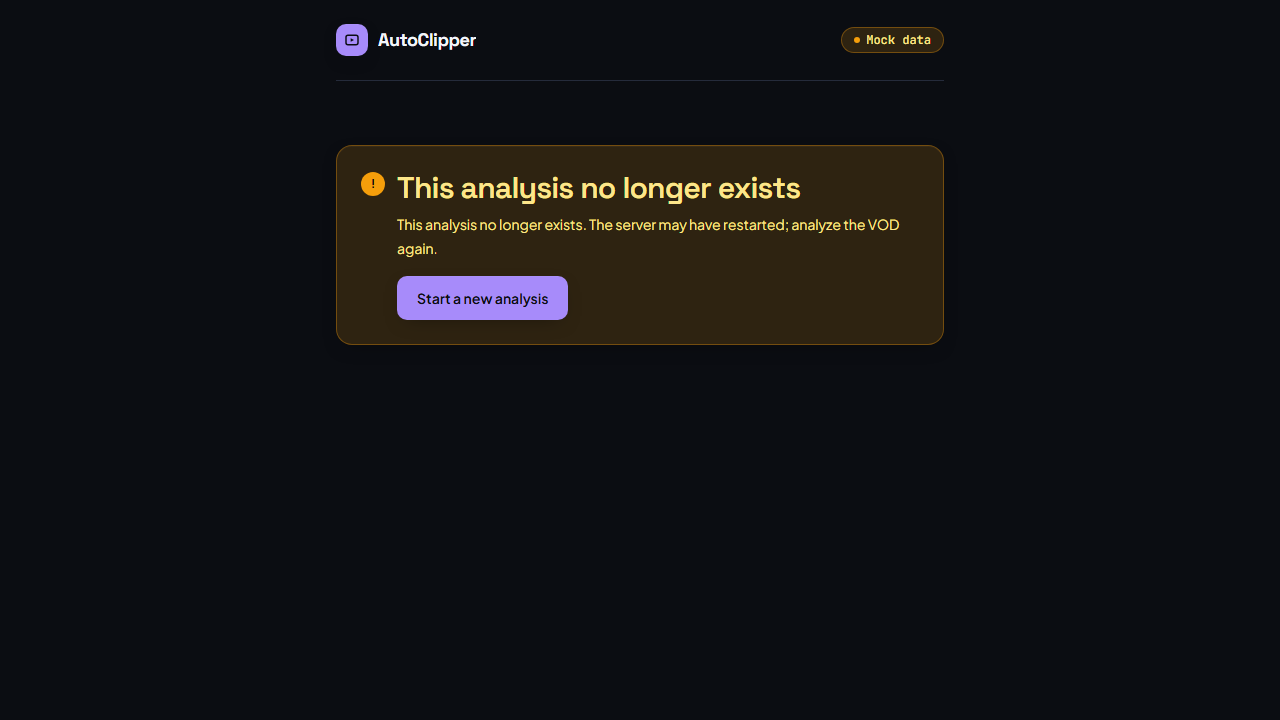 AutoClipper
Mock data
This analysis no longer exists
This analysis no longer exists. The server may have restarted; analyze the VOD
again.
Start a new analysis